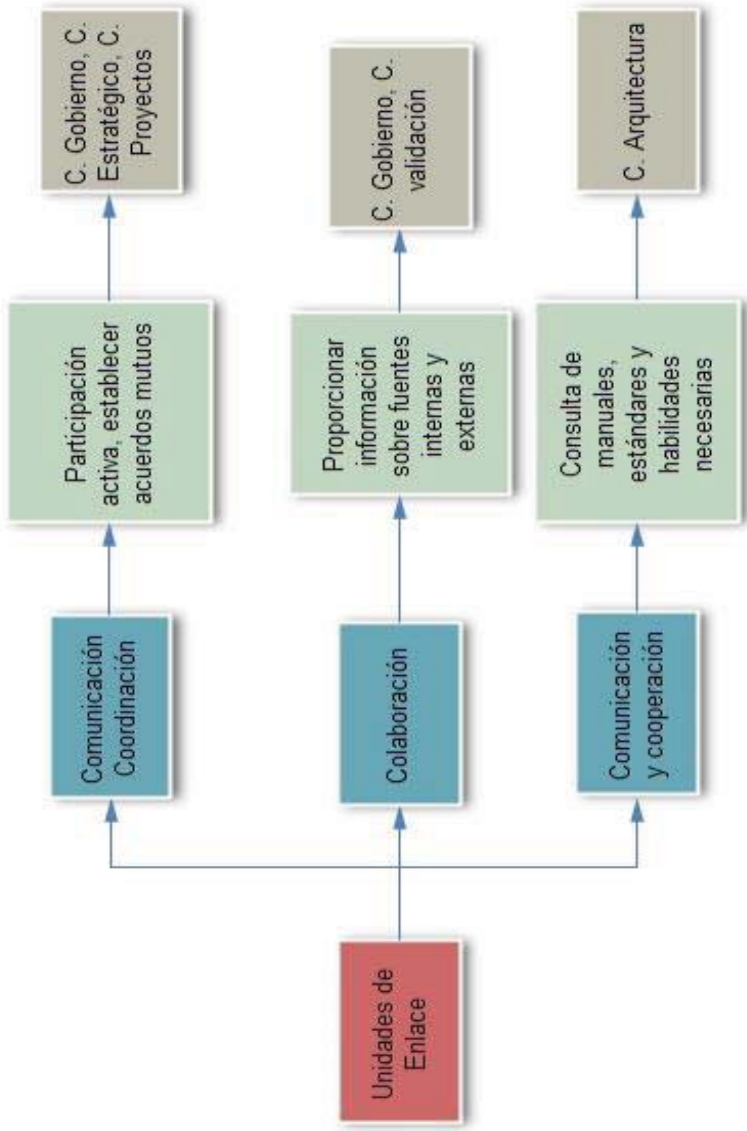 Unidades de
Enlace
Comunicación
Coordinación
Participación
activa, establecer
acuerdos mutuos
C. Gobierno, C.
Estratégico, C.
Proyectos
Colaboración
Proporcionar
información
sobre fuentes
internas y
externas
C. Gobierno, C.
validación
Comunicación
y cooperación
Consulta de
manuales,
estándares y
habilidades
necesarias
C. Arquitectura